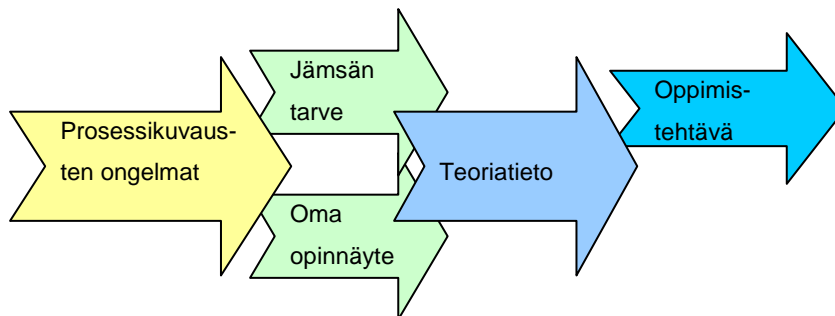 Prosessikuvaus-
ten ongelmat
Jämsän
tarve
Oma
opinnäyte
Teoriatieto
Oppimis-
tehtävä